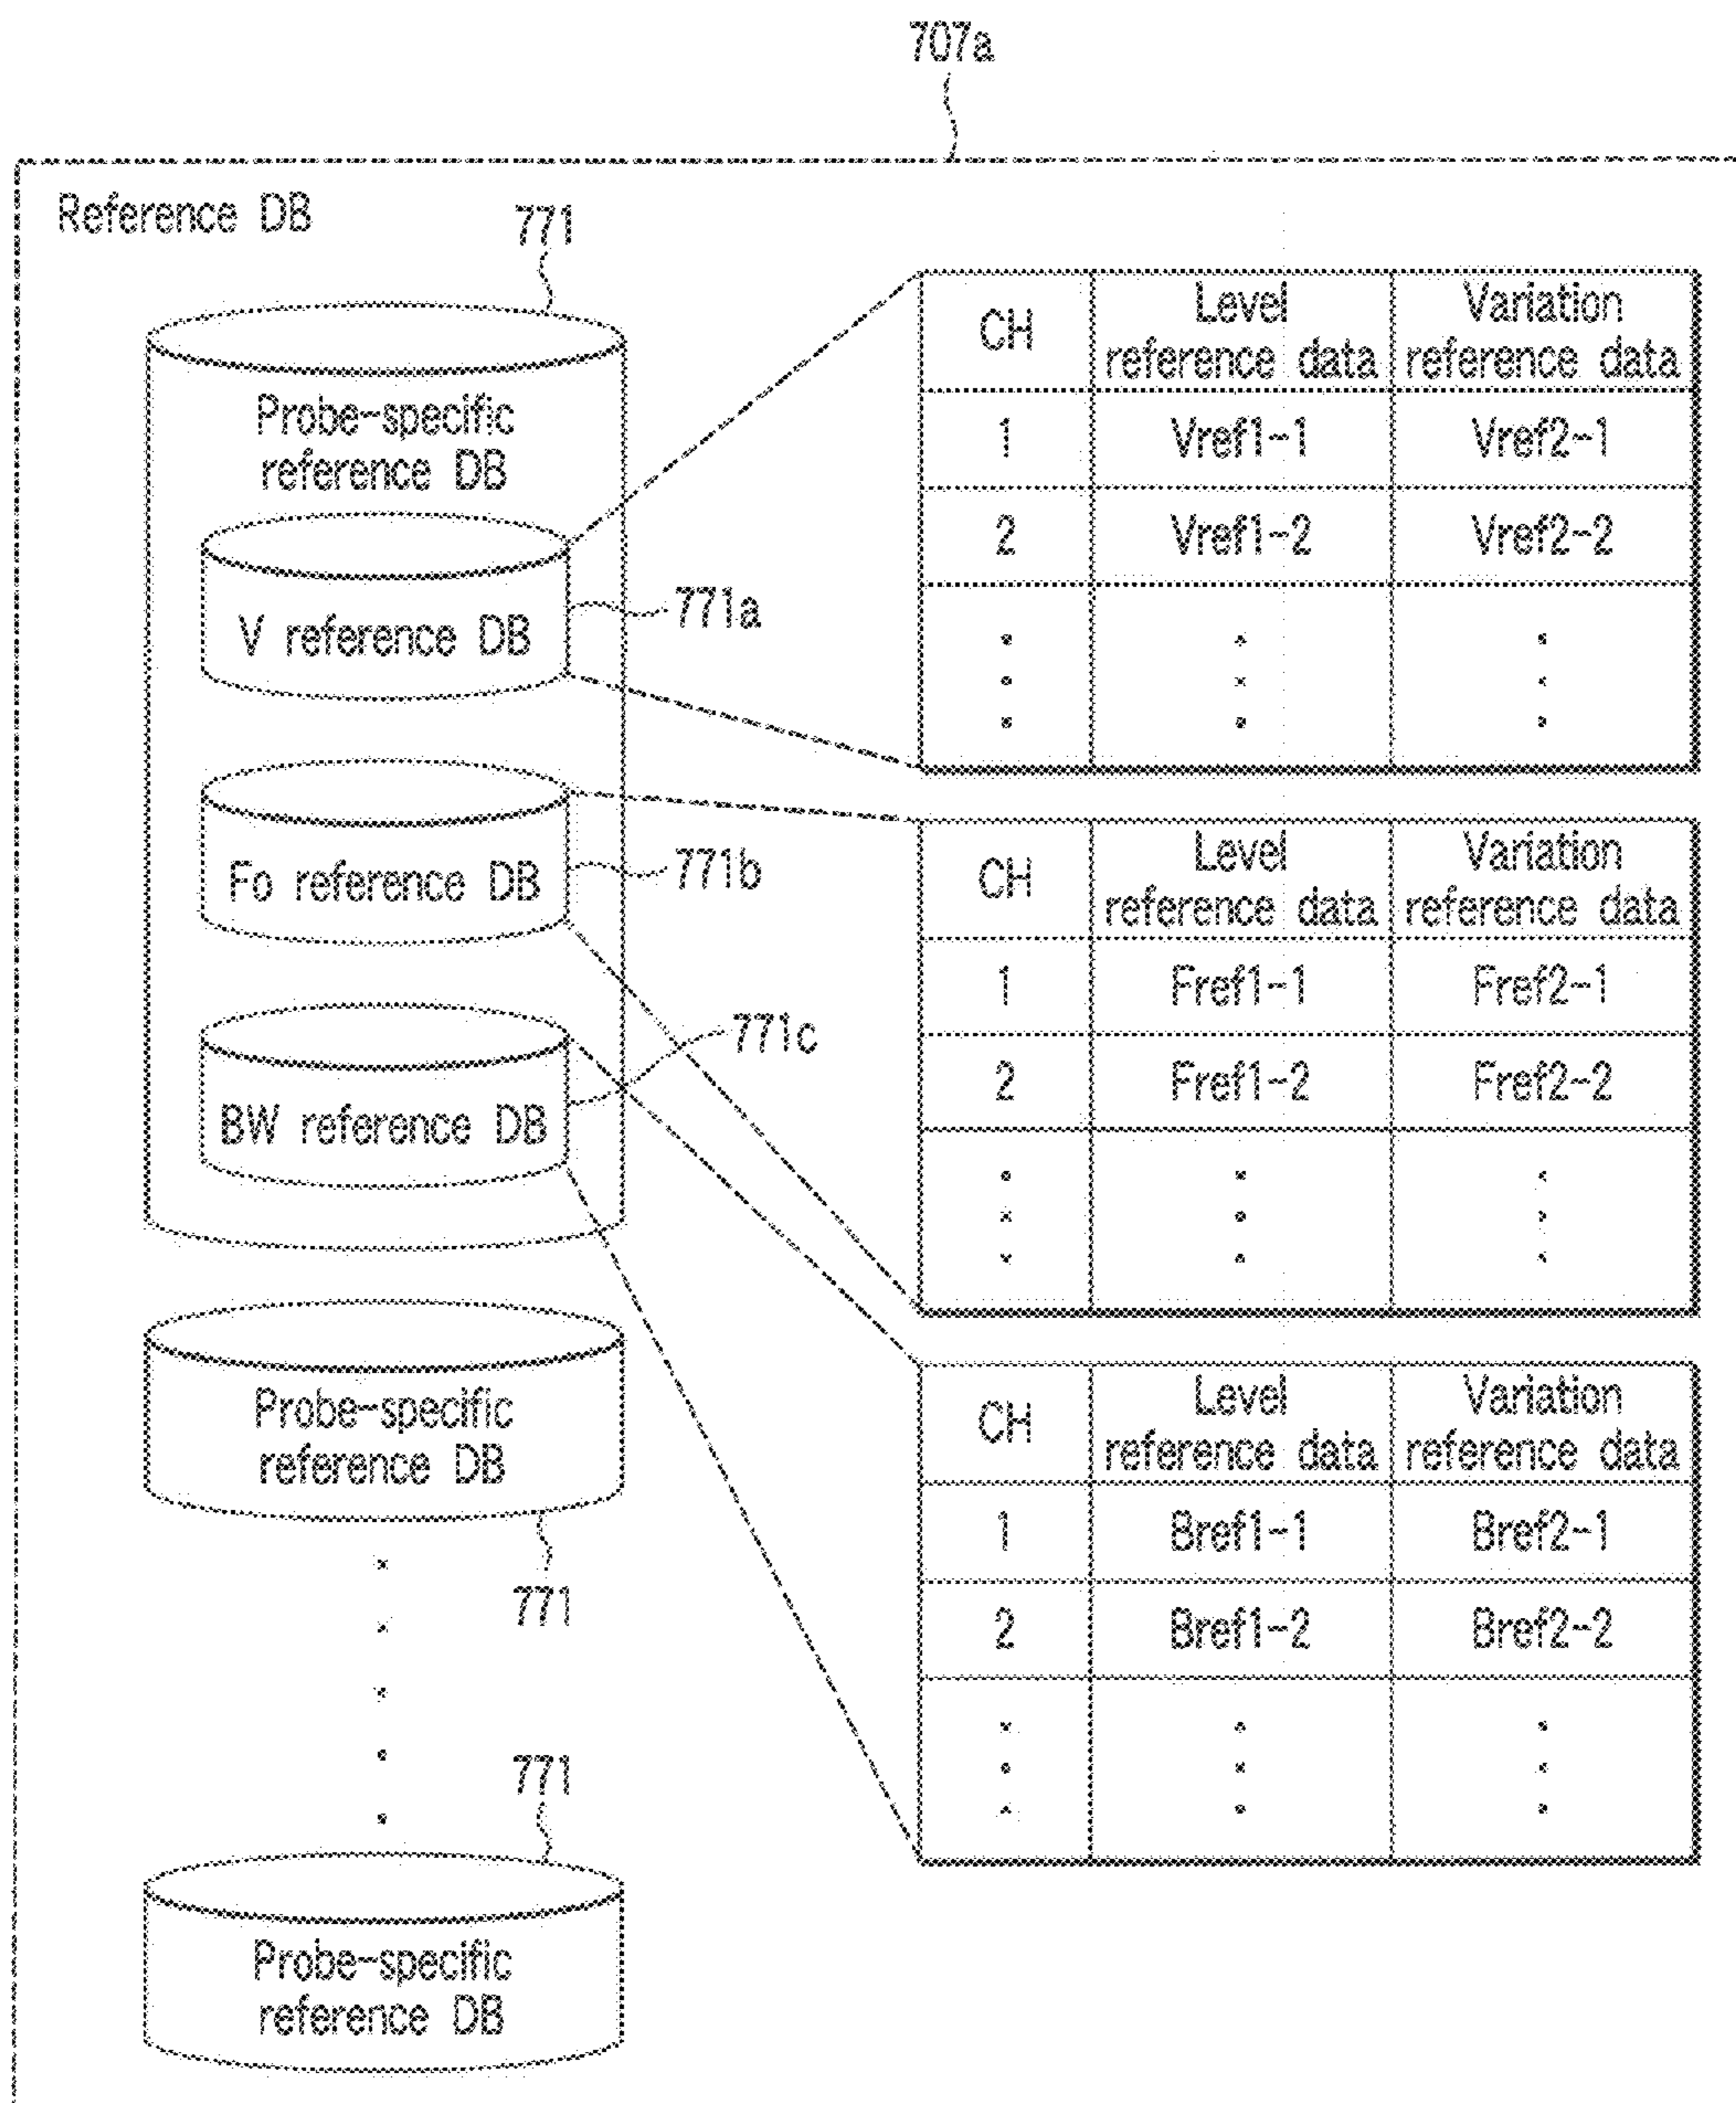 707a
Reference DB
771
Probe-specific
reference DB
V reference DB
771a
Fo reference DB
771b
BW reference DB
771c
Probe-specific
reference DB
771
771
Probe-specific
reference DB
CH Level reference data Variation reference data
1 Vref1-1 Vref2-1
2 Vref1-2 Vref2-2
CH Level reference data Variation reference data
1 Fref1-1 Fref2-1
2 Fref1-2 Fref2-2
CH Level reference data Variation reference data
1 Bref1-1 Bref2-1
2 Bref1-2 Bref2-2